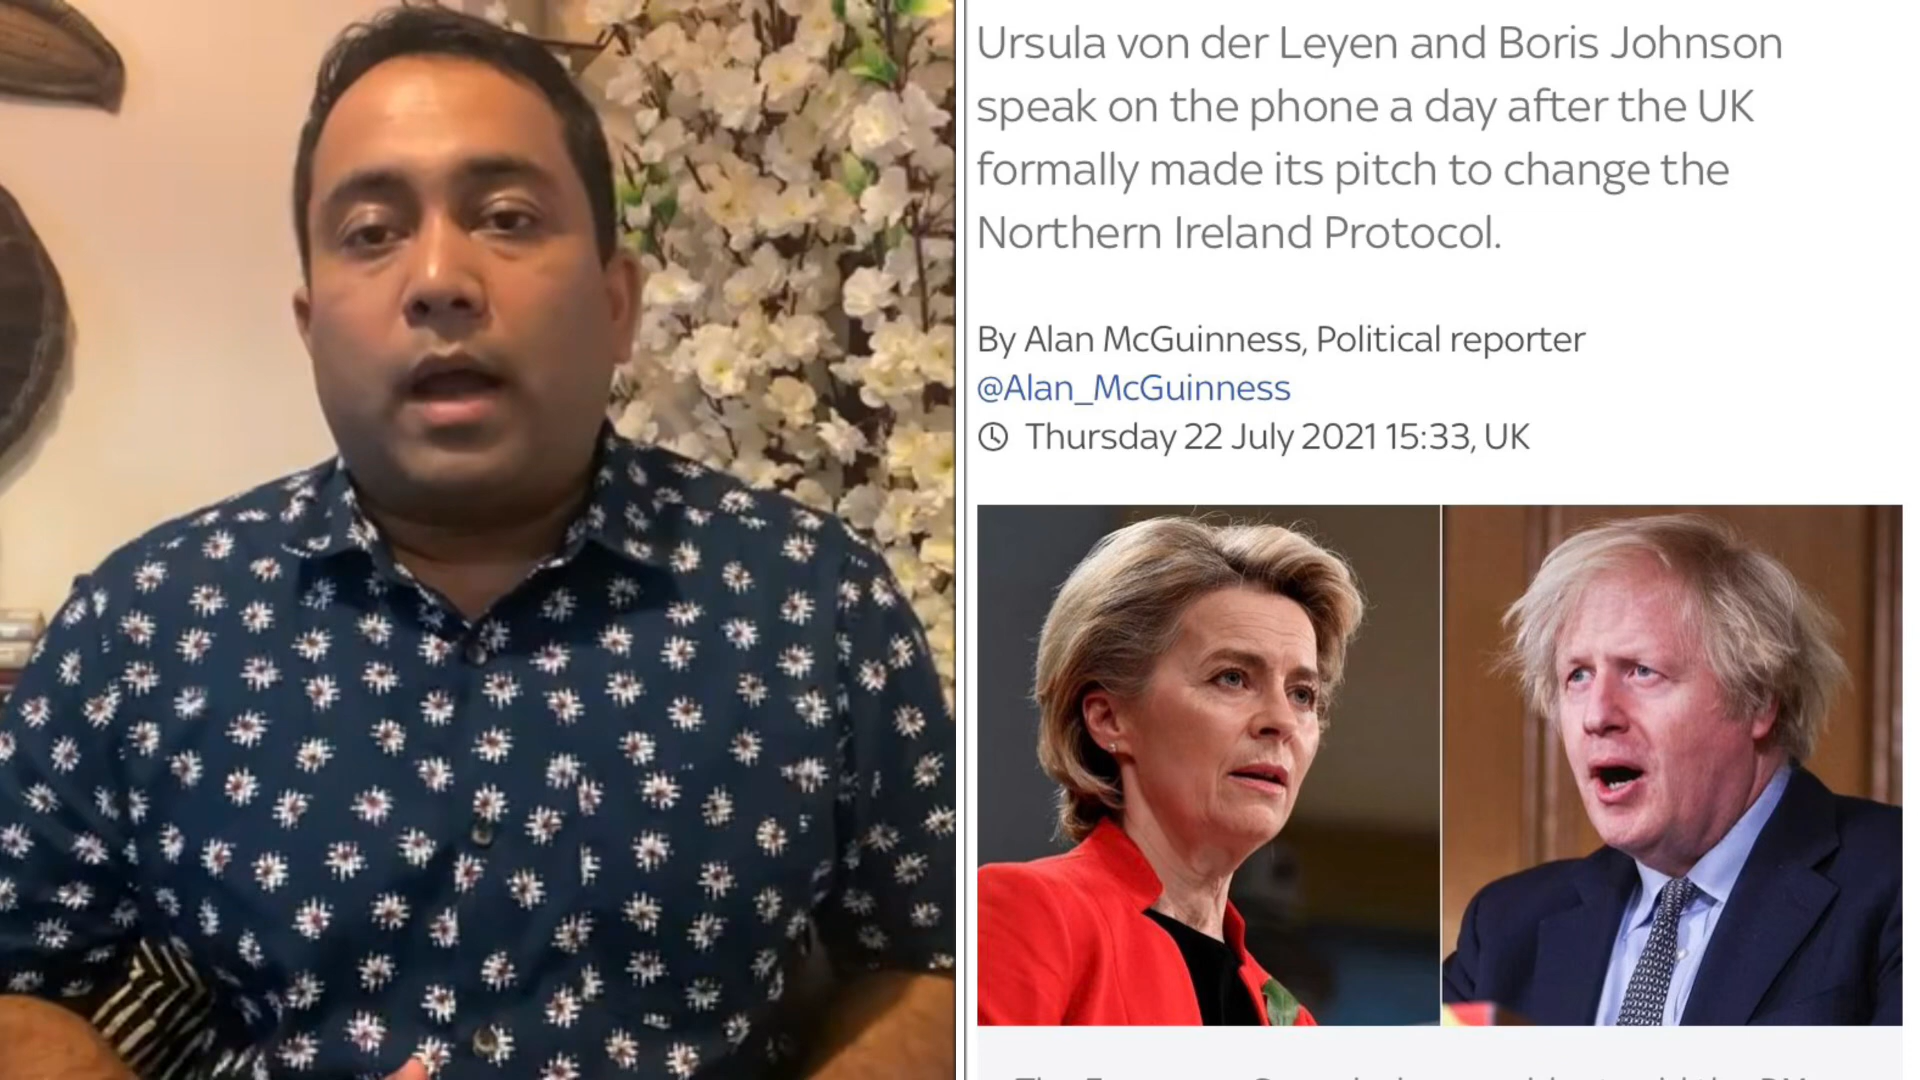 Ursula von der Leyen and Boris Johnson
speak on the phone a day after the UK
formally made its pitch to change the
Northern Ireland Protocol.
By Alan McGuinness, Political reporter
@Alan_McGuinness
Thursday 22 July 2021 15:33, UK